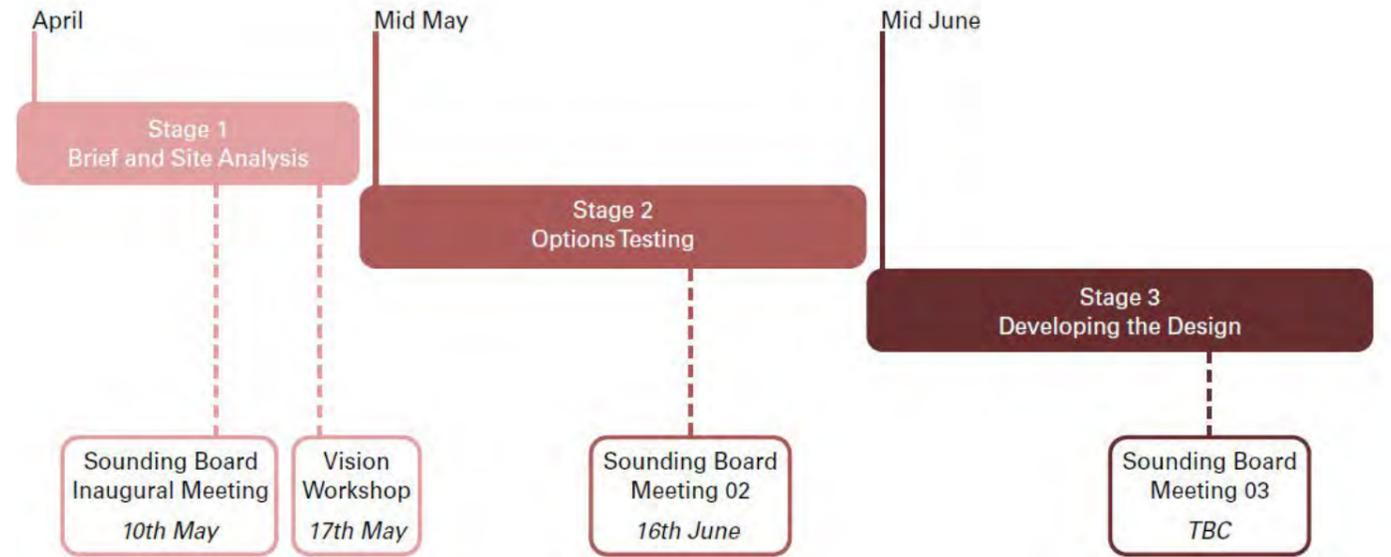 April
Mid May
Mid June
Stage 1
Brief and Site Analysis
Stage 2
Options Testing
Stage 3
Developing the Design
Sounding Board
Inaugural Meeting
10th May
Vision
Workshop
17th May
Sounding Board
Meeting 02
16th June
Sounding Board
Meeting 03
TBC